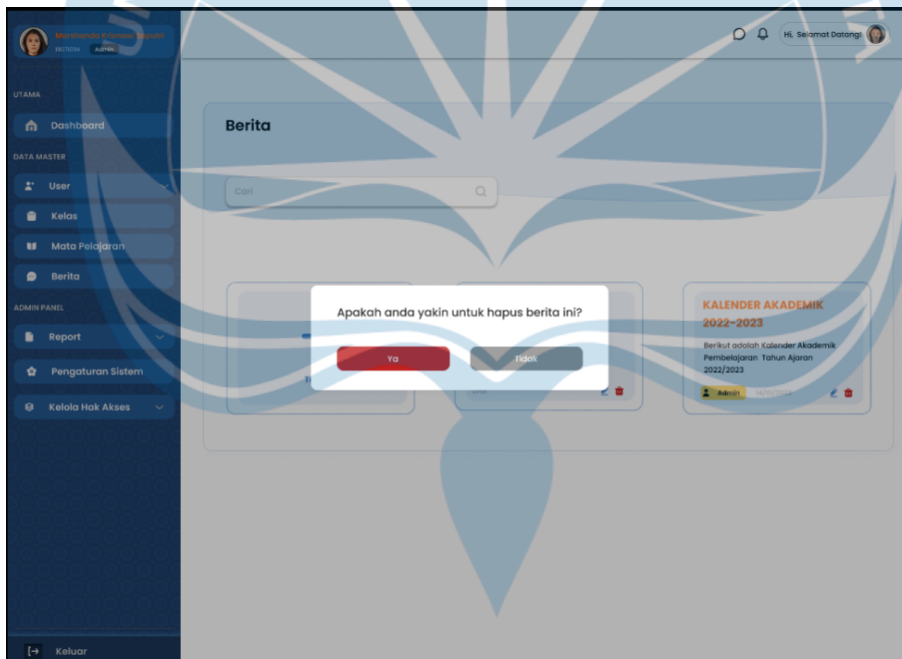 Admin
Hi, Selamat Datang!
UTAMA
Dashboard
DATA MASTER
User
Kelas
Mata Pelajaran
Berita
ADMIN PANEL
Report
Pengaturan Sistem
Kelola Hak Akses
Keluar
Berita
Cari
Apakah anda yakin untuk hapus berita ini?
Ya
Tidak
KALENDER AKADEMIK
2022-2023
Berikut adalah Kalender Akademik
Pembelajaran Tahun Ajaran
2022/2023
Admin